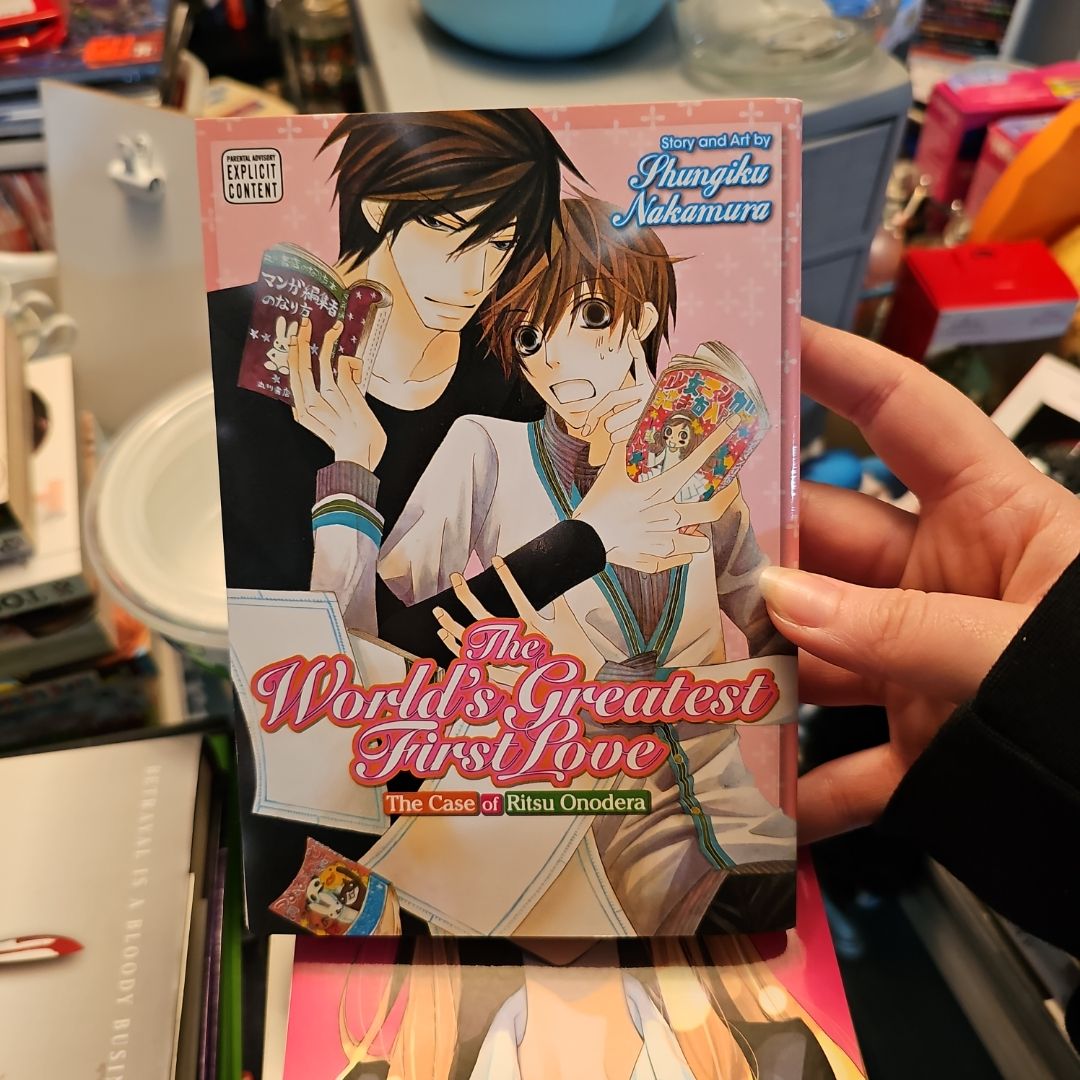 PARENTAL ADVISORY
EXPLICIT
CONTENT
Story and Art by
Shungiku
Nakamura
マンガ編集者
のなり方
The
World's Greatest
First Love
The Case of Ritsu Onodera
BETRAYAL IS A BLOODY